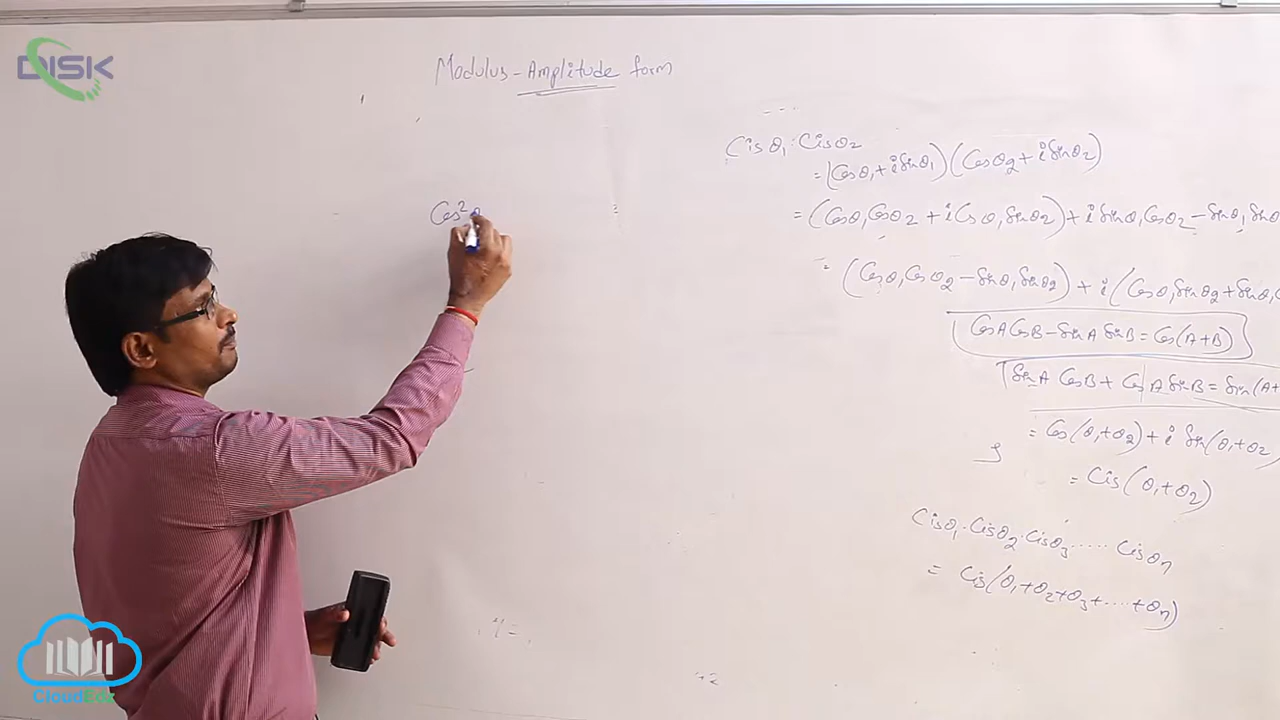 DISK
Modulus - Amplitude form
Cos²
Cisθ₁ . Cisθ₂
= (Cosθ₁ + i Sinθ₁) (Cosθ₂ + i Sinθ₂)
= (Cosθ₁ Cosθ₂ + i Cosθ₁ Sinθ₂) + i Sinθ₁ Cosθ₂ - Sinθ₁ Sinθ
= (Cosθ₁ Cosθ₂ - Sinθ₁ Sinθ₂) + i (Cosθ₁ Sinθ₂ + Sinθ₁
CosA CosB - SinA SinB = Cos(A+B)
SinA CosB + CosA SinB = Sin(A+
= Cos(θ₁+θ₂) + i Sin(θ₁+θ₂
= Cis(θ₁+θ₂)
Cisθ₁ . Cisθ₂ . Cisθ₃ ..... Cisθn
= Cis(θ₁+θ₂+θ₃+....+θn)
CloudEdz